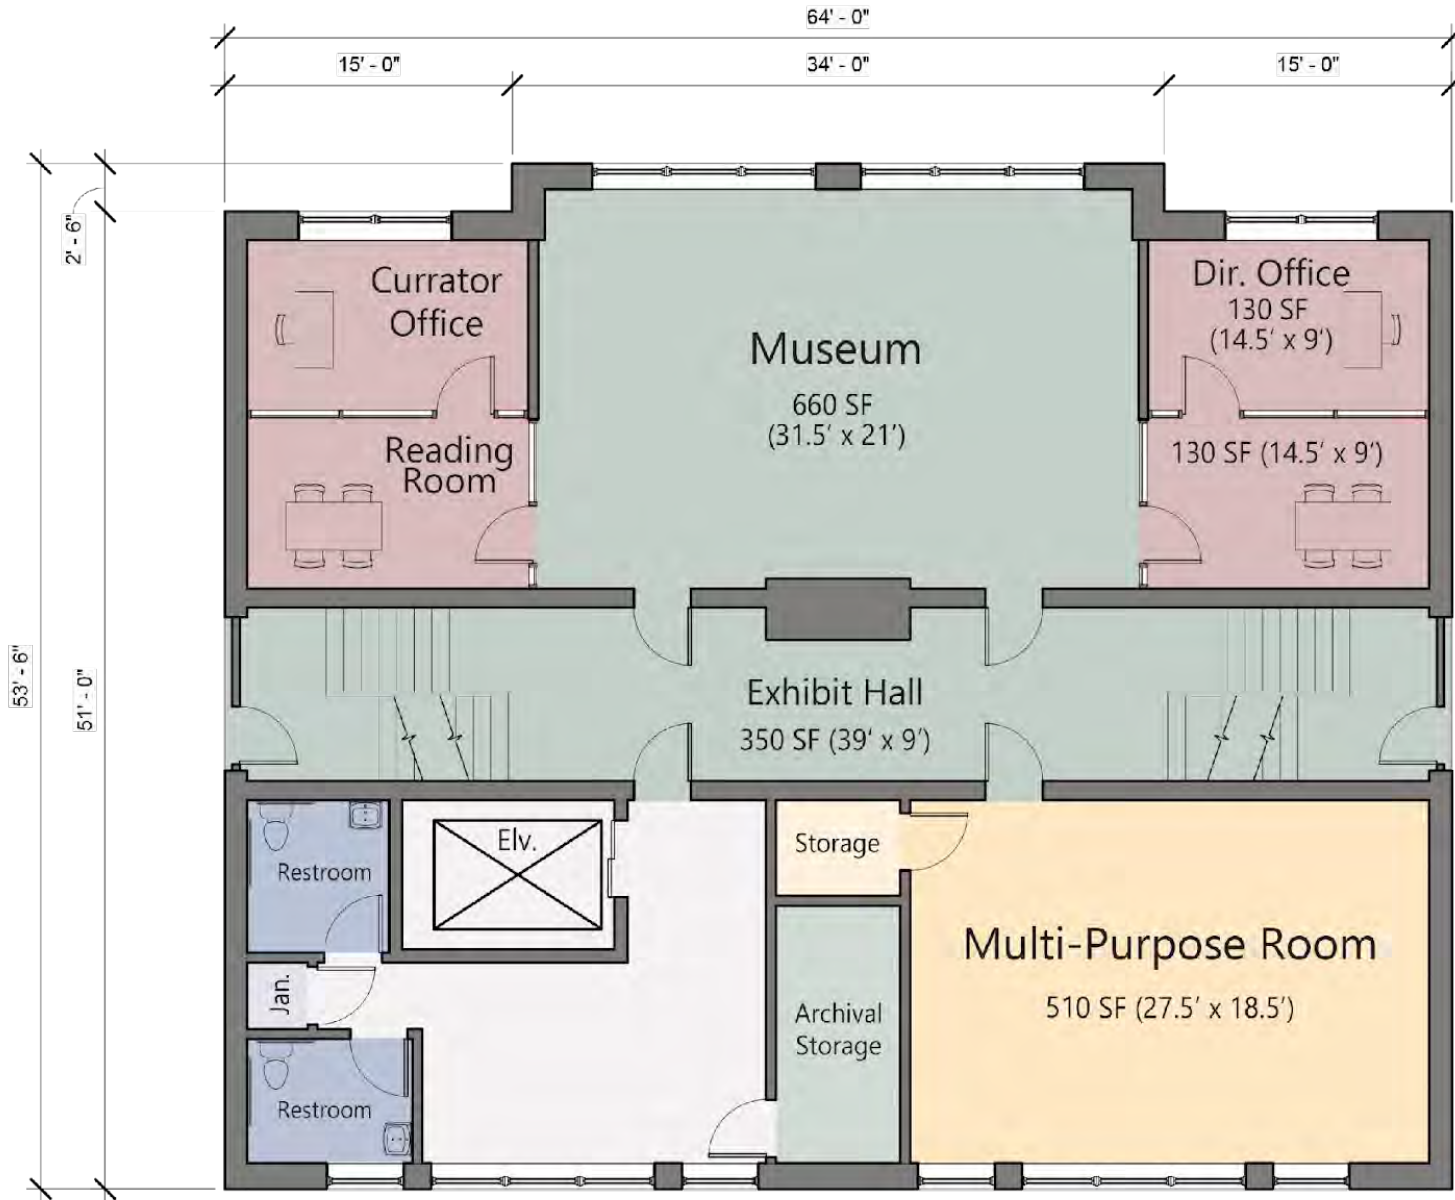 64' - 0"
15' - 0"
34' - 0"
15' - 0"
2' - 6"
53' - 6"
51' - 0"
Currator
Office
Dir. Office
130 SF
(14.5' x 9')
Museum
660 SF
(31.5' x 21')
Reading
Room
130 SF (14.5' x 9')
Exhibit Hall
350 SF (39' x 9')
Restroom
Elv.
Storage
Jan.
Multi-Purpose Room
510 SF (27.5' x 18.5')
Archival
Storage
Restroom